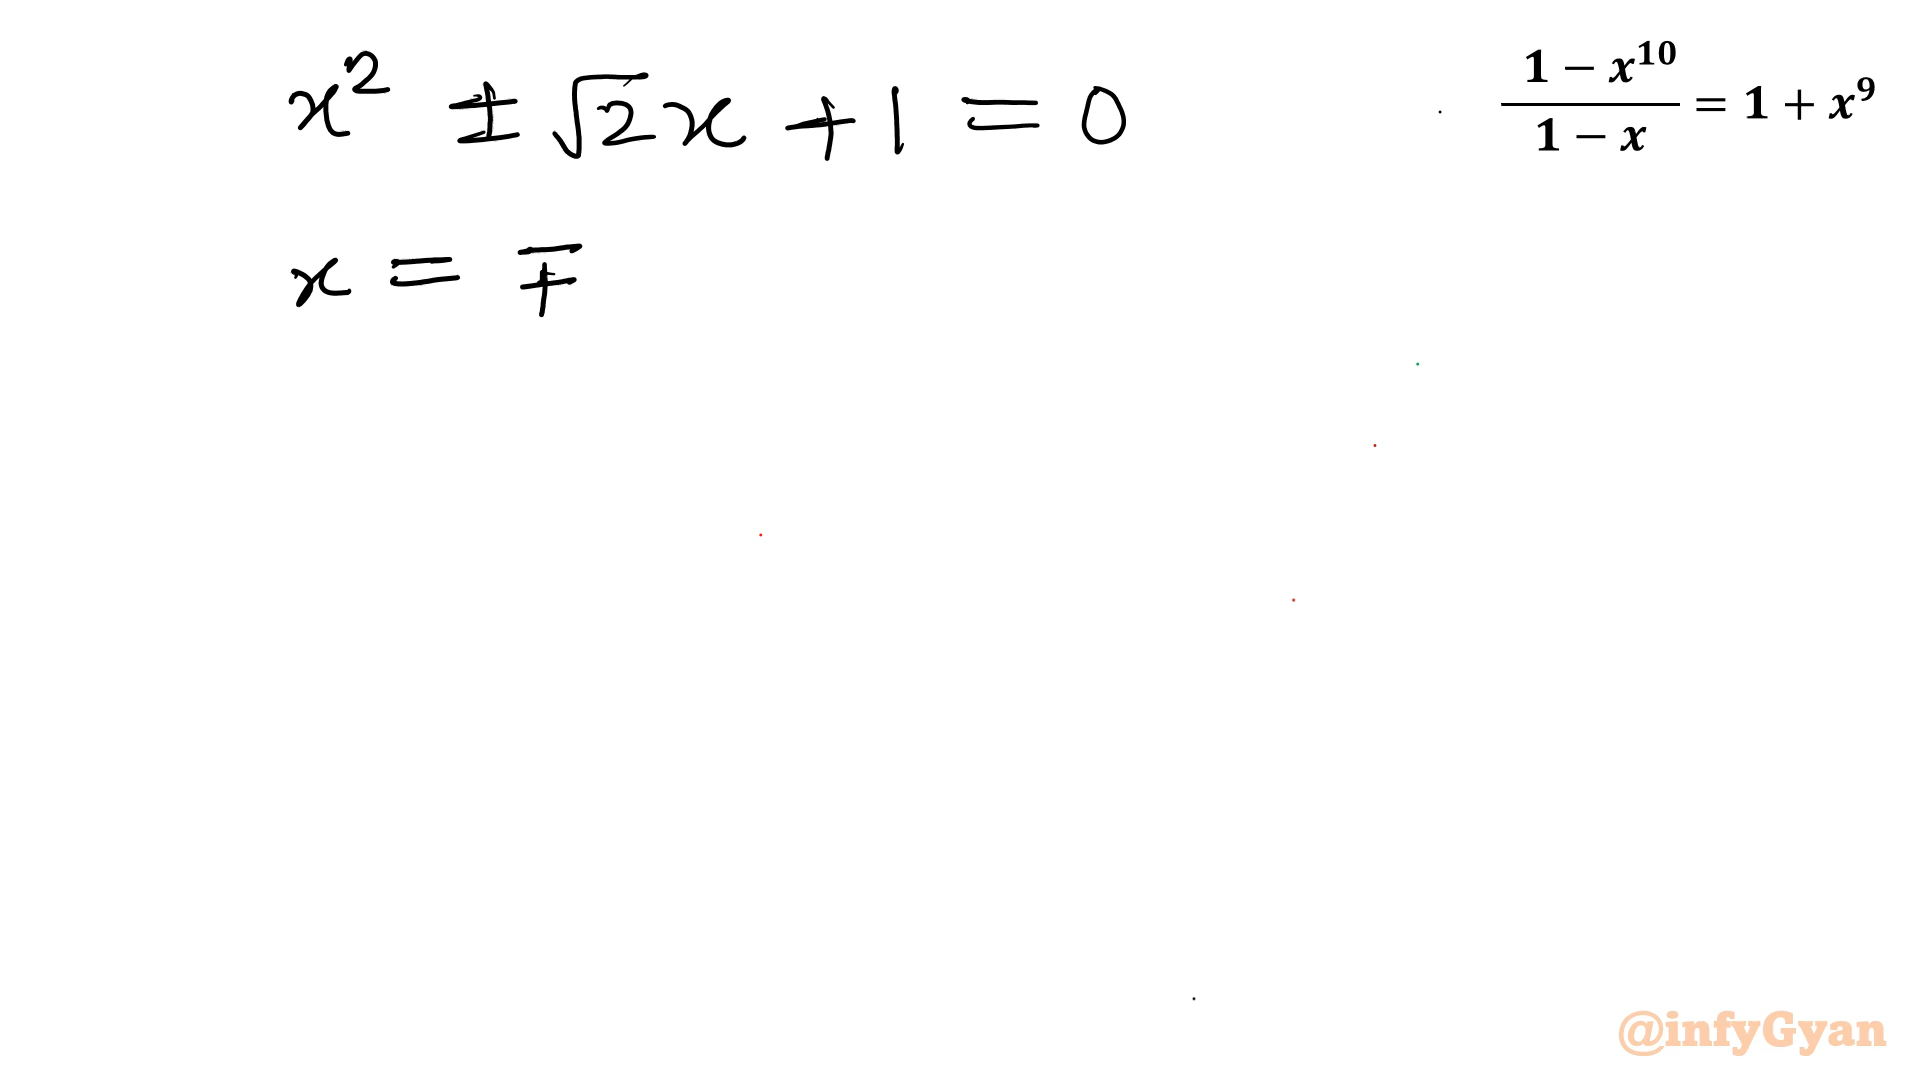 x² ± √2x + 1 = 0
(1 − x¹⁰)/(1 − x) = 1 + x⁹
x = ∓
@infyGyan